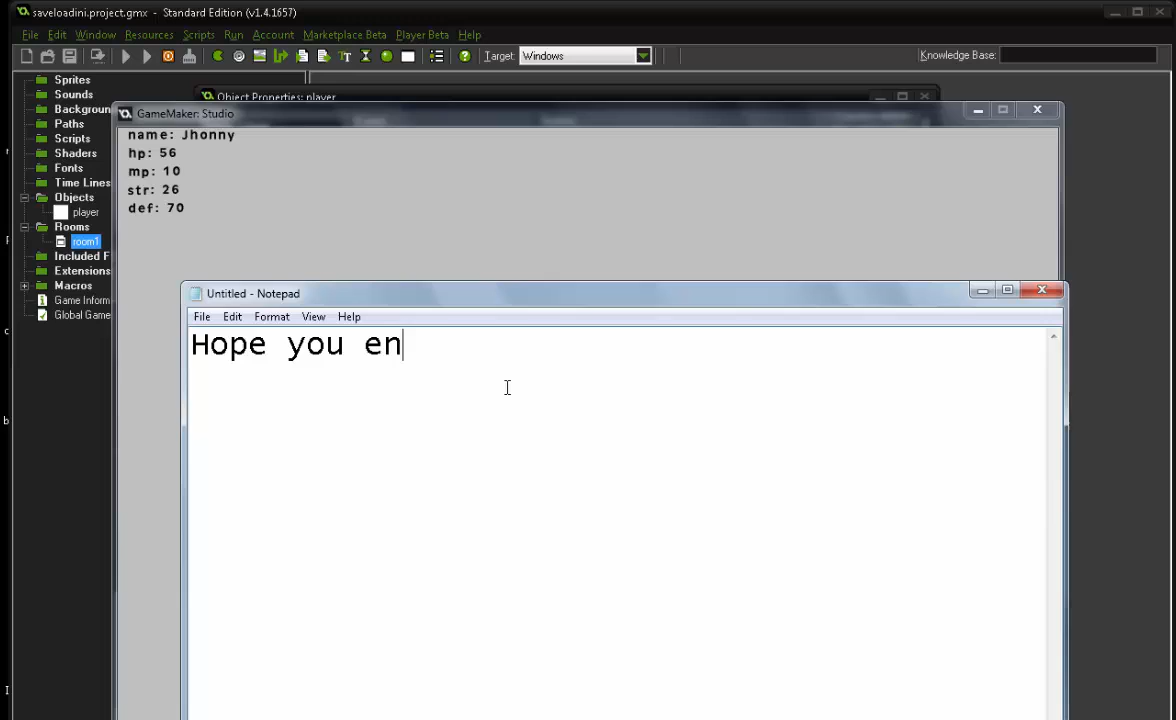 saveloadini.project.gmx - Standard Edition (v1.4.1657)
File Edit Window Resources Scripts Run Account Marketplace Beta Player Beta Help
Target: Windows Knowledge Base:
Sprites
Sounds
Backgroun
Paths
Scripts
Shaders
Fonts
Time Lines
Objects
player
Rooms
room1
Included F
Extensions
Macros
Game Inform
Global Game
Object Properties: player
GameMaker: Studio
name: Jhonny
hp: 56
mp: 10
str: 26
def: 70
Untitled - Notepad
File Edit Format View Help
Hope you en